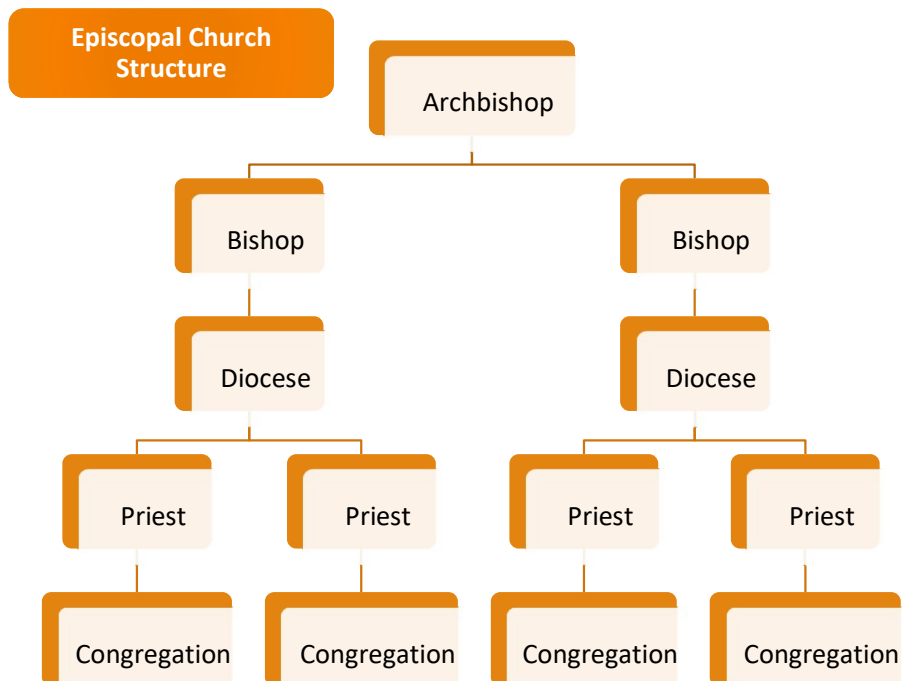 Episcopal Church
Structure
Archbishop
Bishop
Bishop
Diocese
Diocese
Priest
Priest
Priest
Priest
Congregation
Congregation
Congregation
Congregation